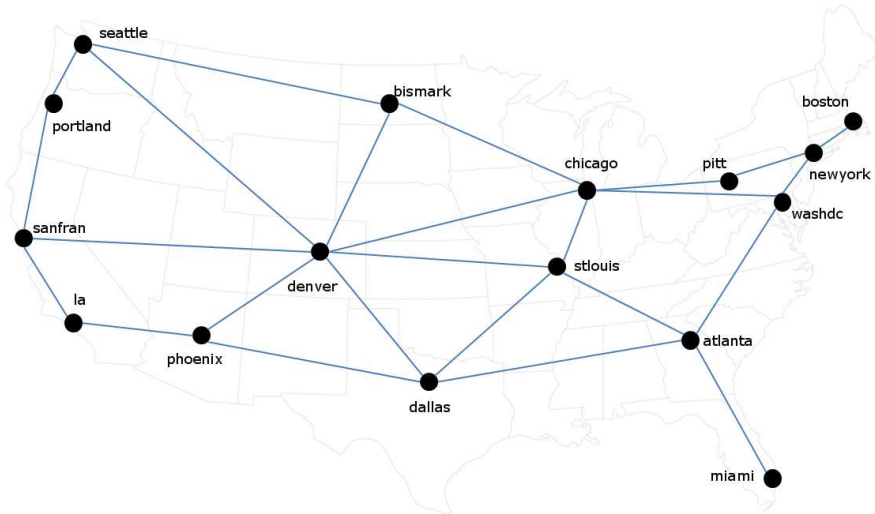 seattle
bismark
boston
portland
chicago
pitt
newyork
washdc
sanfran
stlouis
denver
la
atlanta
phoenix
dallas
miami